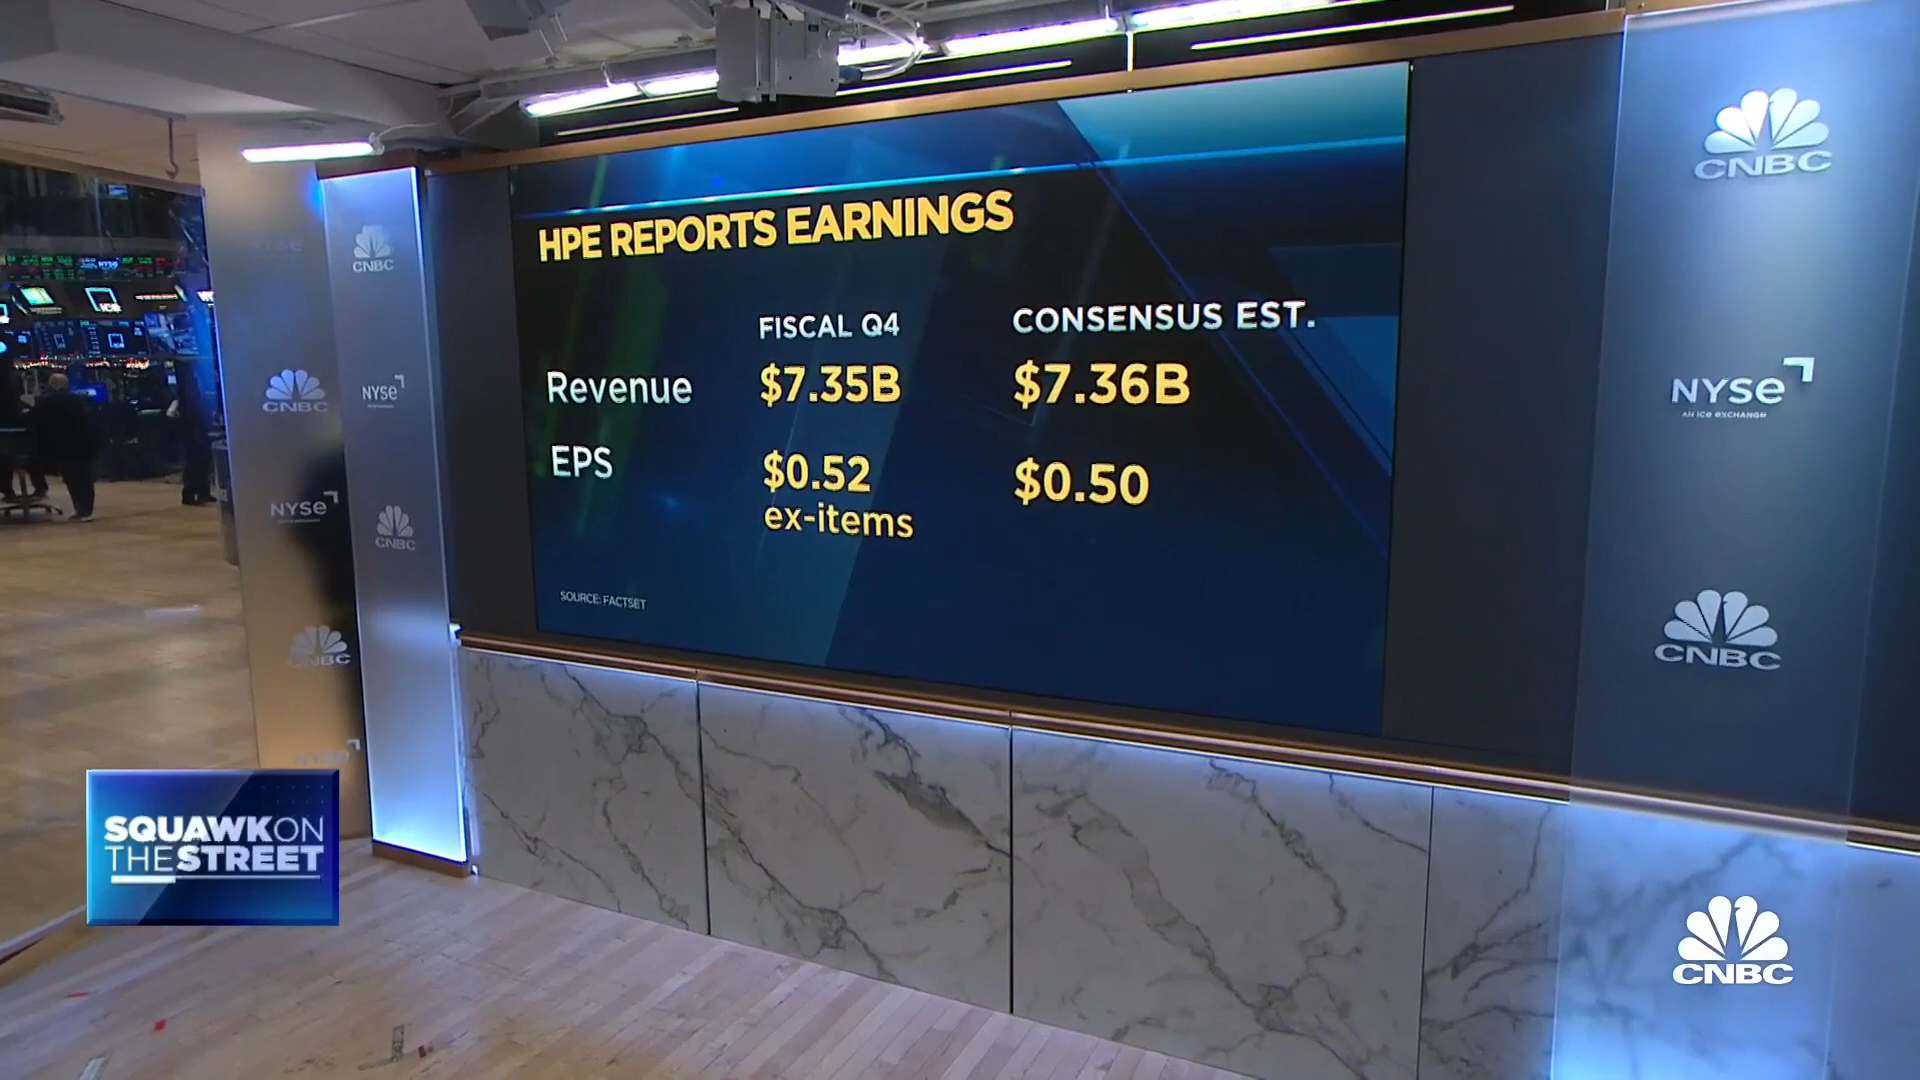 HPE REPORTS EARNINGS
FISCAL Q4 CONSENSUS EST.
Revenue $7.35B $7.36B
EPS $0.52 $0.50
ex-items
SOURCE: FACTSET
CNBC
NYSE
CNBC
NYSE
CNBC
CNBC
NYSE
CNBC
CNBC
NYSE
AN ICE EXCHANGE
CNBC
SQUAWK ON
THE STREET
CNBC